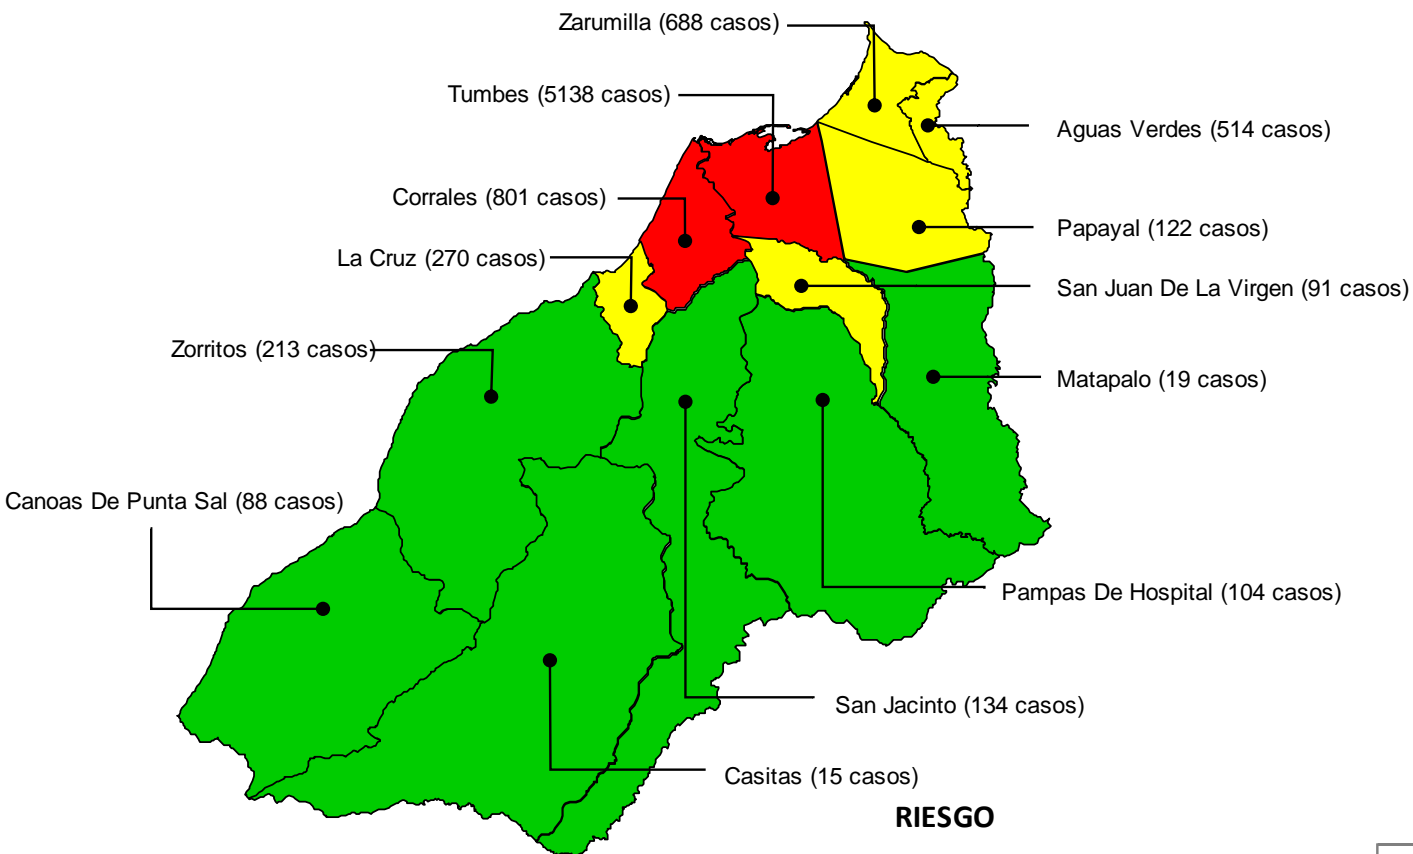 Zarumilla (688 casos)
Tumbes (5138 casos)
Aguas Verdes (514 casos)
Corrales (801 casos)
Papayal (122 casos)
La Cruz (270 casos)
San Juan De La Virgen (91 casos)
Zorritos (213 casos)
Matapalo (19 casos)
Canoas De Punta Sal (88 casos)
Pampas De Hospital (104 casos)
San Jacinto (134 casos)
Casitas (15 casos)
RIESGO